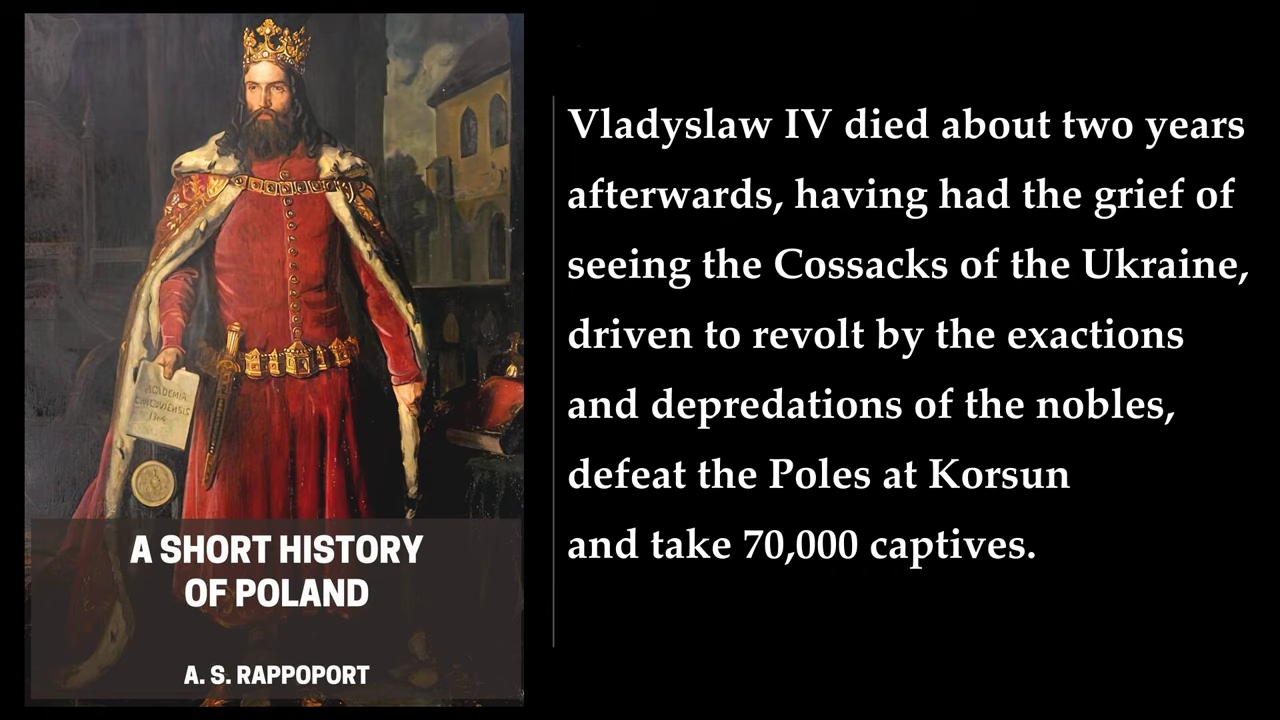 ACADEMIA
A SHORT HISTORY
OF POLAND
A. S. RAPPOPORT
Vladyslaw IV died about two years
afterwards, having had the grief of
seeing the Cossacks of the Ukraine,
driven to revolt by the exactions
and depredations of the nobles,
defeat the Poles at Korsun
and take 70,000 captives.